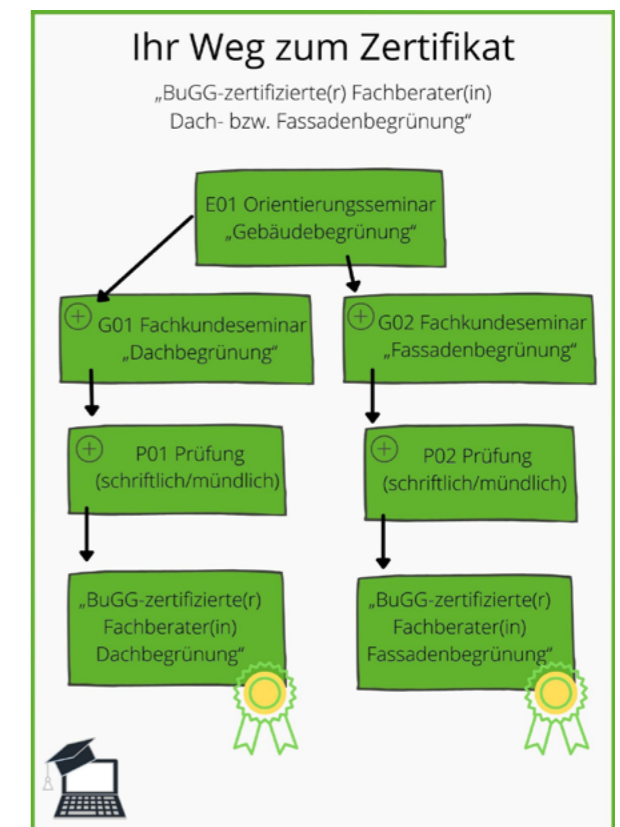 Ihr Weg zum Zertifikat
„BuGG-zertifizierte(r) Fachberater(in)
Dach- bzw. Fassadenbegrünung“
E01 Orientierungsseminar
„Gebäudebegrünung“
G01 Fachkundeseminar
„Dachbegrünung“
G02 Fachkundeseminar
„Fassadenbegrünung“
P01 Prüfung
(schriftlich/mündlich)
P02 Prüfung
(schriftlich/mündlich)
„BuGG-zertifizierte(r)
Fachberater(in)
Dachbegrünung“
„BuGG-zertifizierte(r)
Fachberater(in)
Fassadenbegrünung“